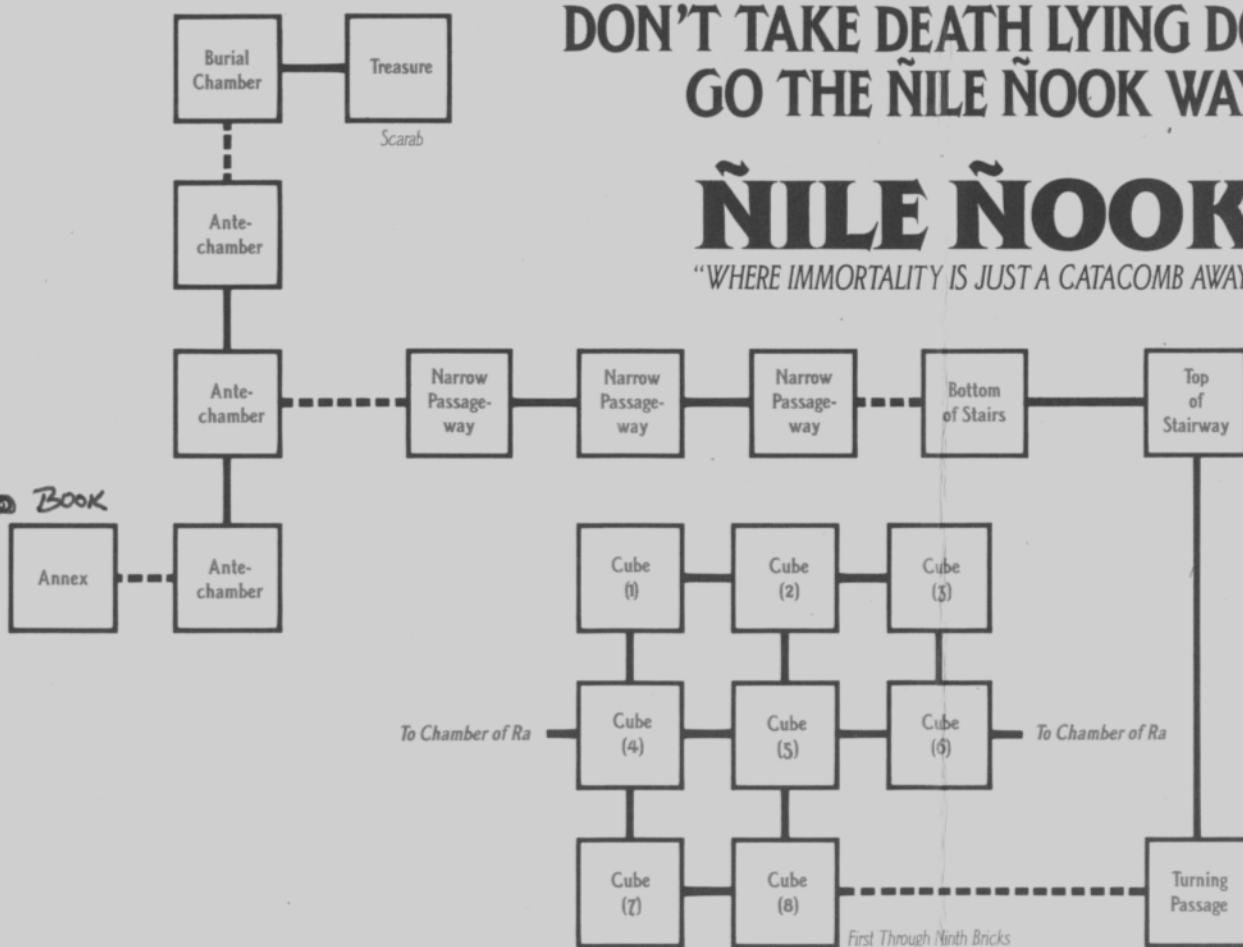 DON'T TAKE DEATH LYING
GO THE ÑILE ÑOOK WAY
ÑILE ÑOOK
"WHERE IMMORTALITY IS JUST A CATACOMB AWAY
Burial
Chamber
Treasure
Scarab
Ante-
chamber
Ante-
chamber
Narrow
Passage-
way
Narrow
Passage-
way
Narrow
Passage-
way
Bottom
of Stairs
Top
of
Stairway
BOOK
Annex
Ante-
chamber
Cube
(1)
Cube
(2)
Cube
(3)
To Chamber of Ra
Cube
(4)
Cube
(5)
Cube
(6)
To Chamber of Ra
Cube
(7)
Cube
(8)
Turning
Passage
First Through Ninth Bricks